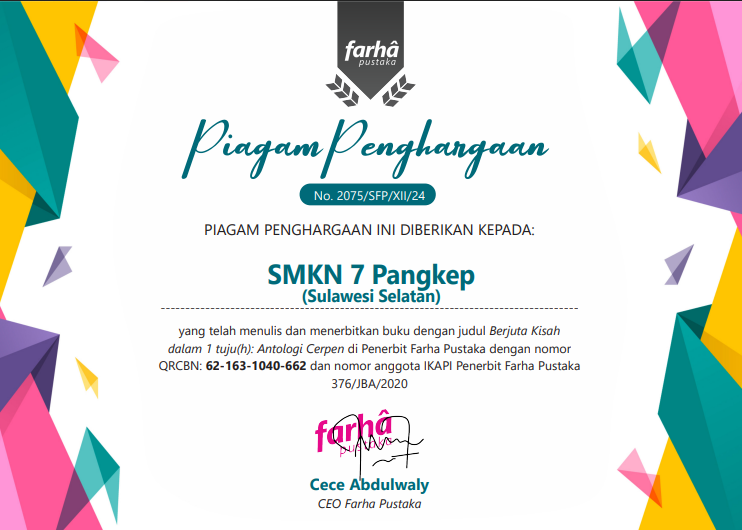 farhâ
pustaka
Piagam Penghargaan
No. 2075/SFP/XII/24
PIAGAM PENGHARGAAN INI DIBERIKAN KEPADA:
SMKN 7 Pangkep
(Sulawesi Selatan)
yang telah menulis dan menerbitkan buku dengan judul Berjuta Kisah
dalam 1 tuju(h): Antologi Cerpen di Penerbit Farha Pustaka dengan nomor
QRCBN: 62-163-1040-662 dan nomor anggota IKAPI Penerbit Farha Pustaka
376/JBA/2020
farhâ
pustaka
Cece Abdulwaly
CEO Farha Pustaka